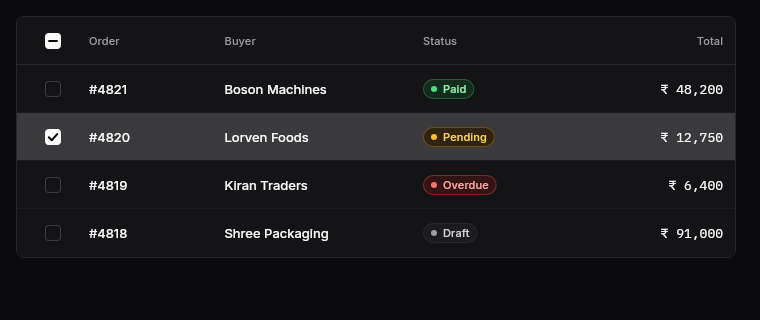 Order Buyer Status Total
#4821 Boson Machines Paid ₹ 48,200
#4820 Lorven Foods Pending ₹ 12,750
#4819 Kiran Traders Overdue ₹ 6,400
#4818 Shree Packaging Draft ₹ 91,000